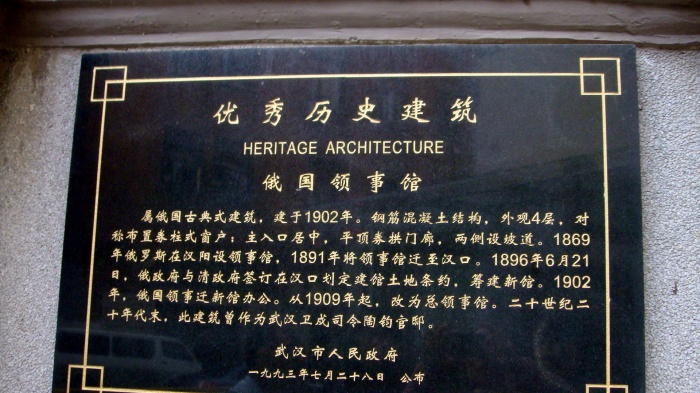 优秀历史建筑
HERITAGE ARCHITECTURE
俄国领事馆
属俄国古典式建筑，建于1902年。钢筋混凝土结构，外观4层，对
称布置券柱式窗户；主入口居中，平顶券拱门廊，两侧设坡道。1869
年俄罗斯在汉阳设领事馆，1891年将领事馆迁至汉口。1896年6月21
日，俄政府与清政府签订在汉口划定建馆土地条约，筹建新馆。1902
年，俄国领事迁新馆办公。从1909年起，改为总领事馆。二十世纪二
十年代末，此建筑曾作为武汉卫戍司令陶钧官邸。
武汉市人民政府
一九九三年七月二十八日 公布